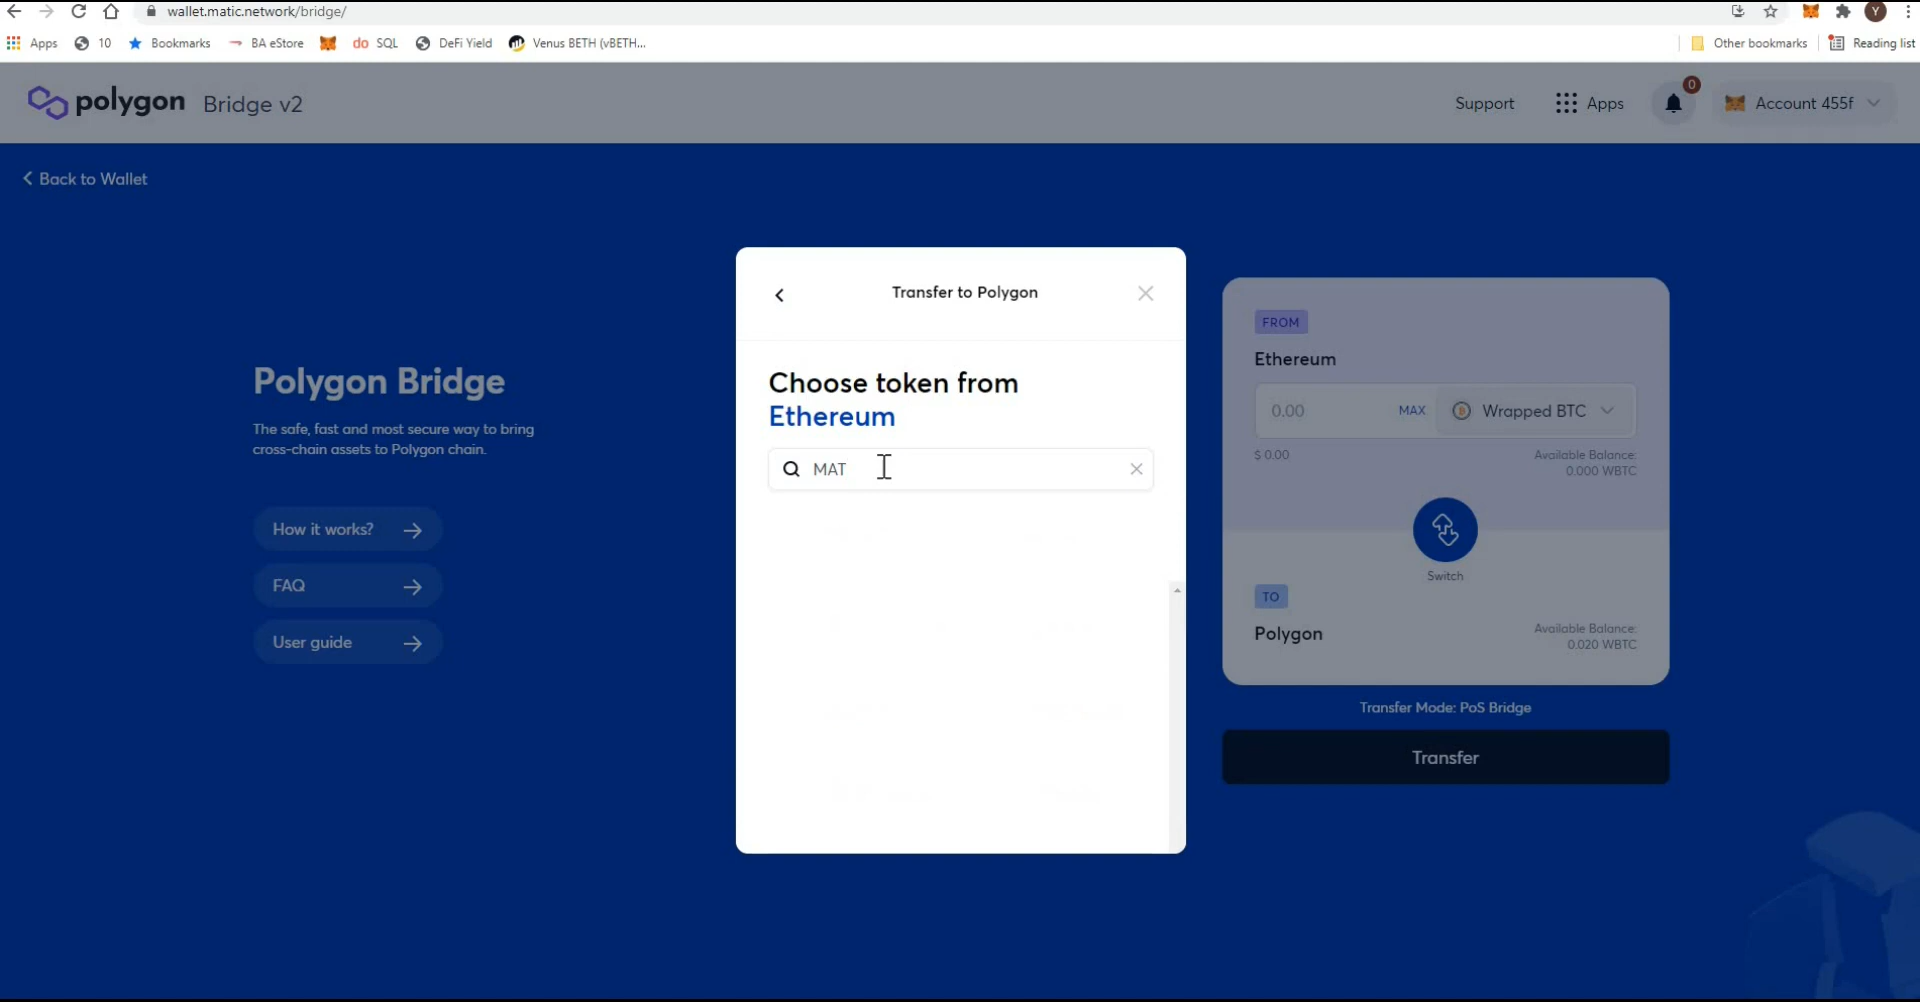 wallet.matic.network/bridge/
Y
Apps 10 Bookmarks BA eStore do SQL DeFi Yield Venus BETH (vBETH... Other bookmarks Reading list
polygon Bridge v2 Support Apps 0 Account 455f
Back to Wallet
Polygon Bridge
The safe, fast and most secure way to bring
cross-chain assets to Polygon chain.
How it works?
FAQ
User guide
Transfer to Polygon
Choose token from
Ethereum
MAT
FROM
Ethereum
0.00 MAX Wrapped BTC
$ 0.00 Available Balance:
0.000 WBTC
Switch
TO
Polygon Available Balance:
0.020 WBTC
Transfer Mode: PoS Bridge
Transfer